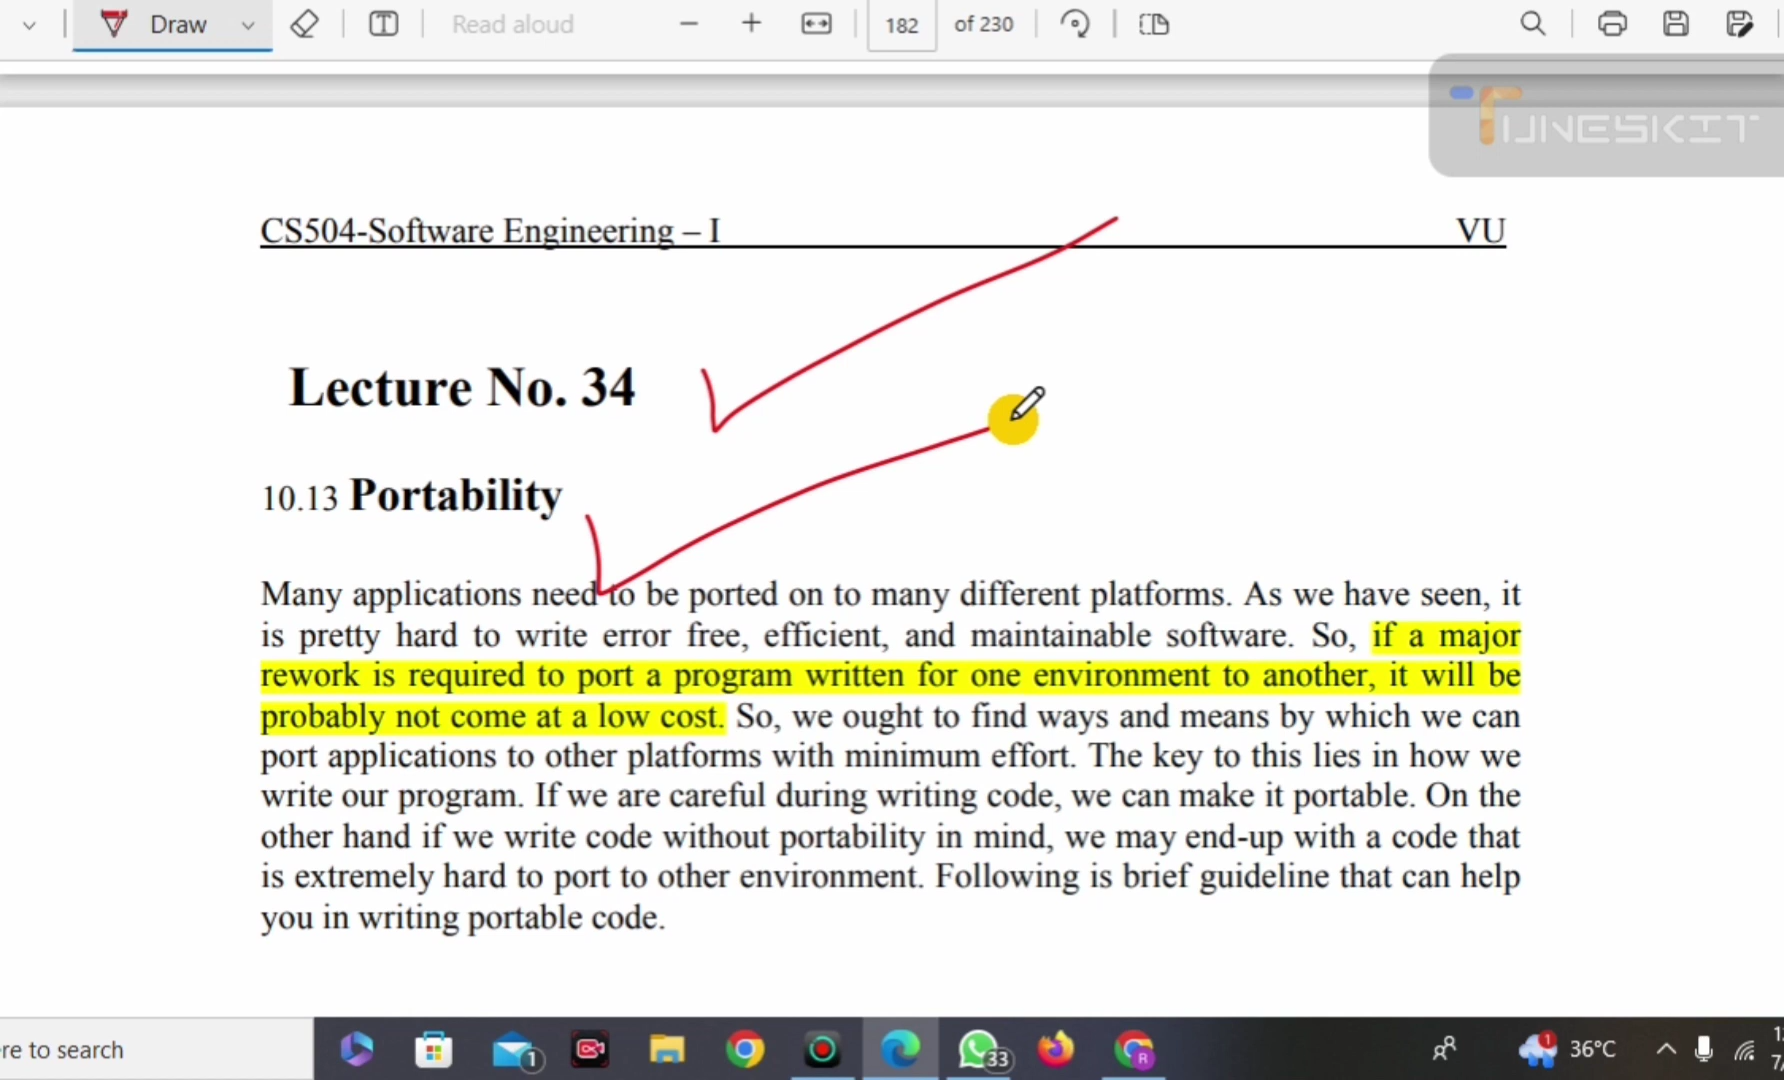 Draw
Read aloud
182 of 230
TUNESKIT
CS504-Software Engineering – I VU
Lecture No. 34
10.13 Portability
Many applications need to be ported on to many different platforms. As we have seen, it
is pretty hard to write error free, efficient, and maintainable software. So, if a major
rework is required to port a program written for one environment to another, it will be
probably not come at a low cost. So, we ought to find ways and means by which we can
port applications to other platforms with minimum effort. The key to this lies in how we
write our program. If we are careful during writing code, we can make it portable. On the
other hand if we write code without portability in mind, we may end-up with a code that
is extremely hard to port to other environment. Following is brief guideline that can help
you in writing portable code.
re to search
1
33
R
1
36°C